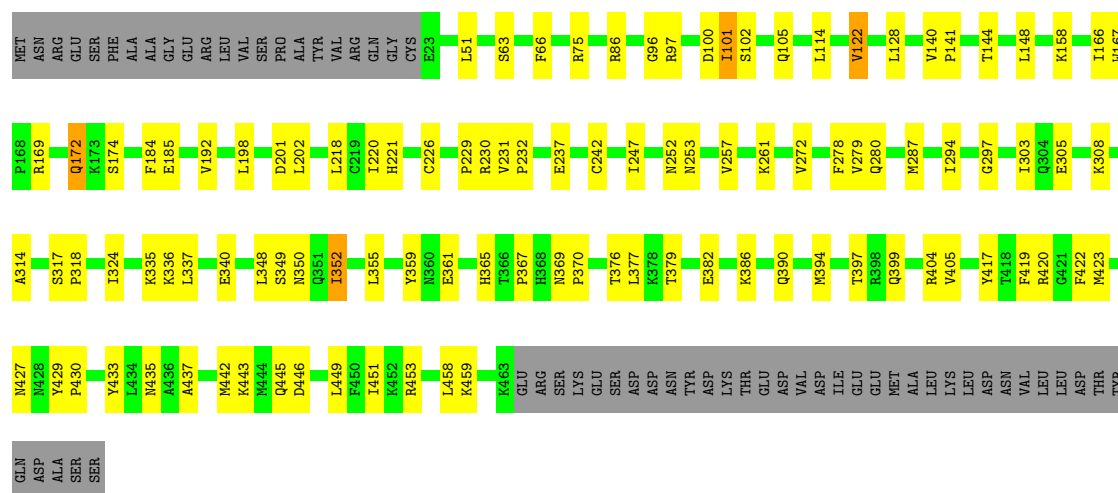 MET ASN ARG GLU SER PHE ALA ALA GLY GLU ARG LEU VAL SER PRO ALA TYR VAL ARG GLN GLY CYS E23 L51 S63 F66 R75 R86 G96 R97 D100 I101 S102 Q105 L114 V122 L128 V140 P141 T144 L148 K158 I166 W167
P168 R169 Q172 K173 S174 F184 E185 V192 L198 D201 L202 L218 C219 I220 H221 C226 P229 R230 V231 P232 E237 C242 I247 N252 N253 V257 K261 V272 F278 V279 Q280 M287 I294 G297 I303 Q304 E305 K308
A314 S317 P318 I324 K335 K336 L337 E340 L348 S349 N350 Q351 I352 L355 Y359 N360 E361 H365 T366 P367 H368 N369 P370 T376 L377 K378 T379 E382 K386 Q390 M394 T397 R398 Q399 R404 V405 Y417 T418 F419 R420 G421 F422 M423
N427 N428 Y429 P430 Y433 L434 N435 A436 A437 M442 K443 M444 Q445 D446 L449 F450 I451 K452 R453 L458 K459 K463 GLU ARG SER LYS GLU SER ASP ASP ASN TYR ASP LYS THR GLU ASP VAL ASP ILE GLU GLU MET ALA LEU LYS LEU ASP ASN VAL LEU LEU ASP THR TYR
GLN ASP ALA SER SER